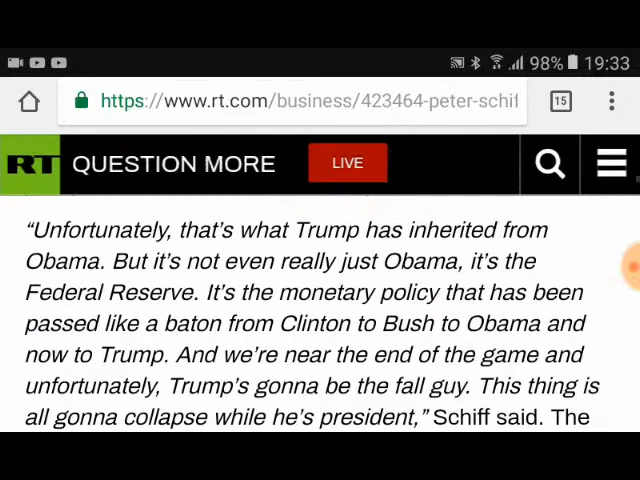 98% 19:33
https://www.rt.com/business/423464-peter-schif
15
RT QUESTION MORE LIVE
“Unfortunately, that’s what Trump has inherited from
Obama. But it’s not even really just Obama, it’s the
Federal Reserve. It’s the monetary policy that has been
passed like a baton from Clinton to Bush to Obama and
now to Trump. And we’re near the end of the game and
unfortunately, Trump’s gonna be the fall guy. This thing is
all gonna collapse while he’s president,” Schiff said. The